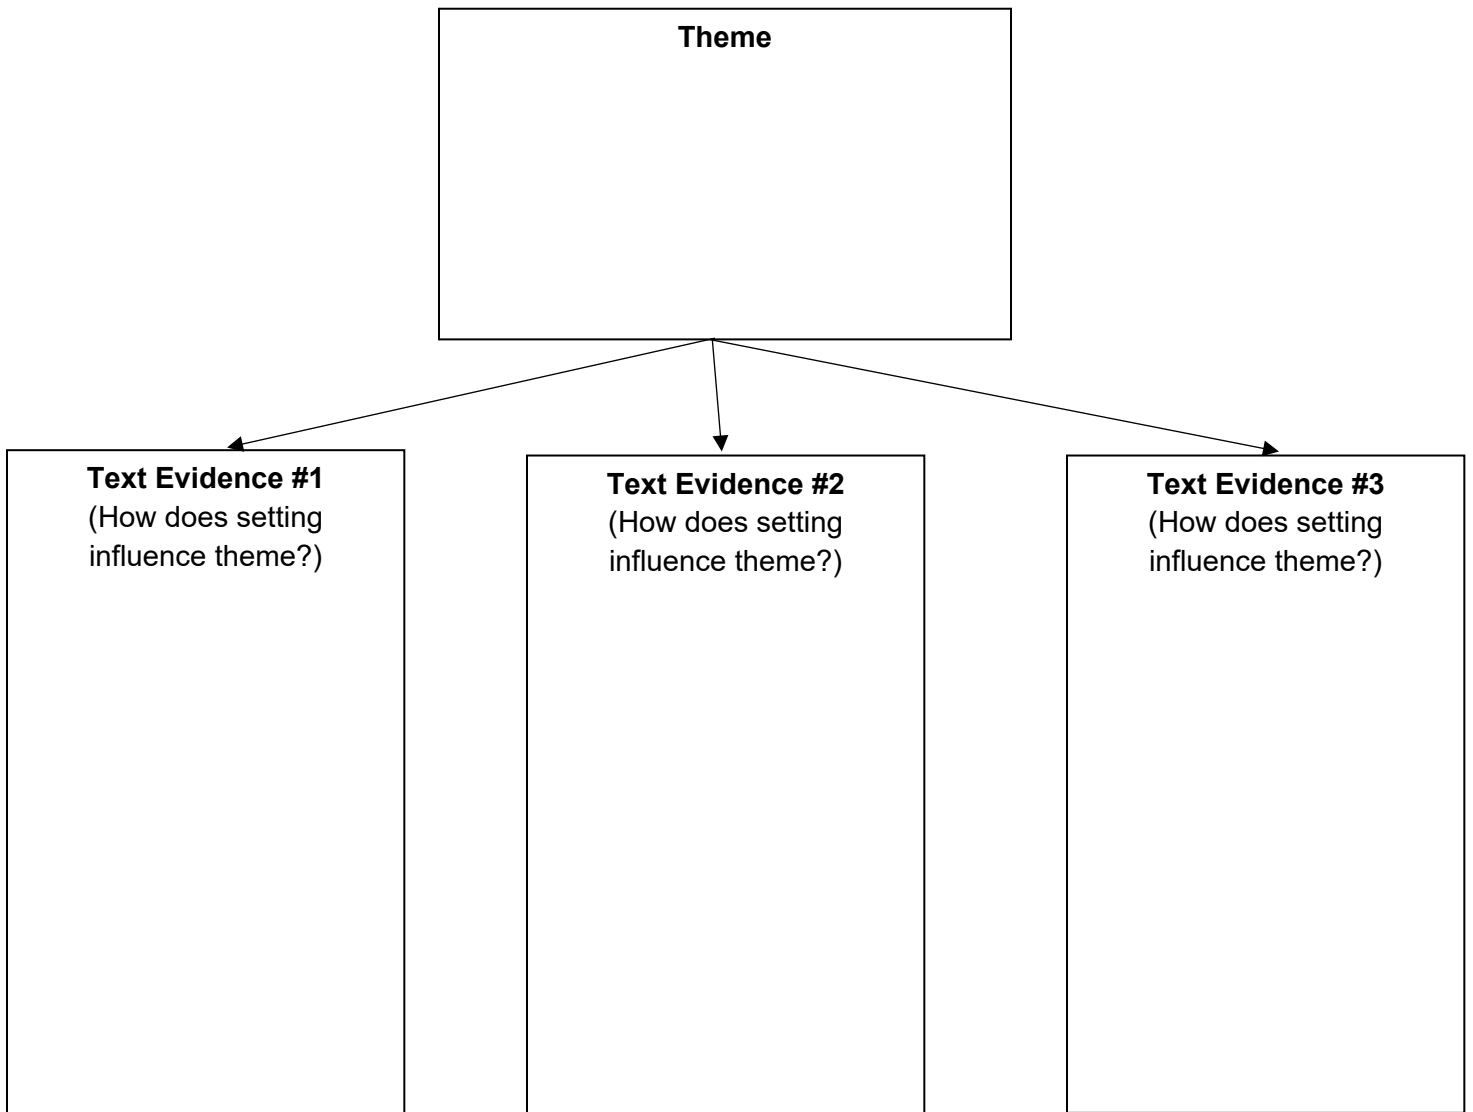 Theme
Text Evidence #1
(How does setting
influence theme?)
Text Evidence #2
(How does setting
influence theme?)
Text Evidence #3
(How does setting
influence theme?)